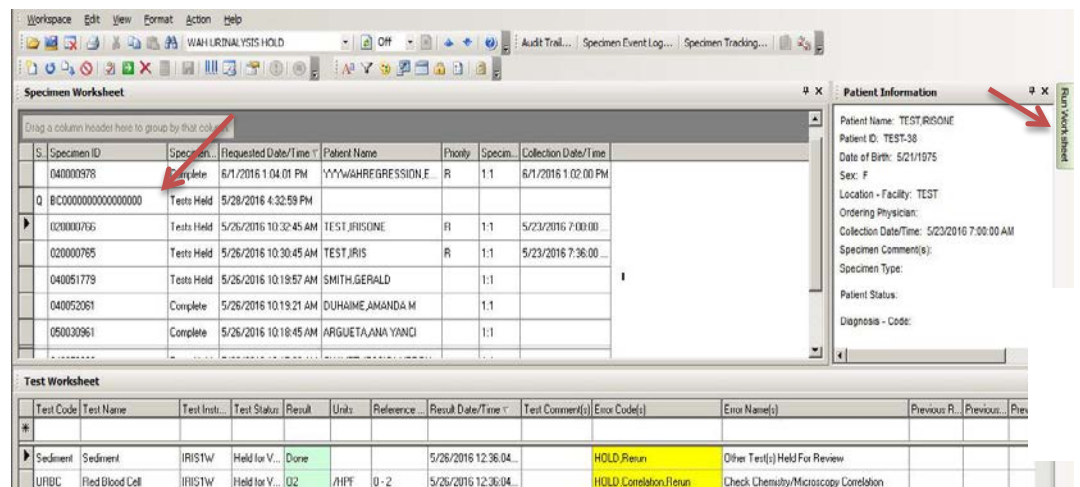 Workspace Edit View Format Action Help
WAH URINALYSIS HOLD Off Audit Trail... Specimen Event Log... Specimen Tracking...
Specimen Worksheet
Drag a column header here to group by that column
S... Specimen ID Specimen... Requested Date/Time Patient Name Priority Specim... Collection Date/Time
040000978 Complete 6/1/2016 1:04:01 PM YYYWAHREGRESSION,E... R 1:1 6/1/2016 1:02:00 PM
Q BC0000000000000000 Tests Held 5/28/2016 4:32:59 PM
020000766 Tests Held 5/26/2016 10:32:45 AM TEST,IRISONE R 1:1 5/23/2016 7:00:00 ...
020000765 Tests Held 5/26/2016 10:30:45 AM TEST,IRIS R 1:1 5/23/2016 7:36:00 ...
040051779 Tests Held 5/26/2016 10:19:57 AM SMITH,GERALD 1:1
040052061 Complete 5/26/2016 10:19:21 AM DUHAIME,AMANDA M 1:1
050030961 Complete 5/26/2016 10:18:45 AM ARGUETA,ANA YANCI 1:1
Patient Information
Patient Name: TEST,IRISONE
Patient ID: TEST-38
Date of Birth: 5/21/1975
Sex: F
Location - Facility: TEST
Ordering Physician:
Collection Date/Time: 5/23/2016 7:00:00 AM
Specimen Comment(s):
Specimen Type:
Patient Status:
Diagnosis - Code:
Run Worksheet
Test Worksheet
Test Code Test Name Test Instr... Test Status Result Units Reference ... Result Date/Time Test Comment(s) Error Code(s) Error Name(s) Previous R... Previous... Prev
Sediment Sediment IRIS1W Held for V... Done 5/26/2016 12:36:04... HOLD,Rerun Other Test(s) Held For Review
URBC Red Blood Cell IRIS1W Held for V... 02 /HPF 0 - 2 5/26/2016 12:36:04... HOLD,Correlation,Rerun Check Chemistry/Microscopy Correlation